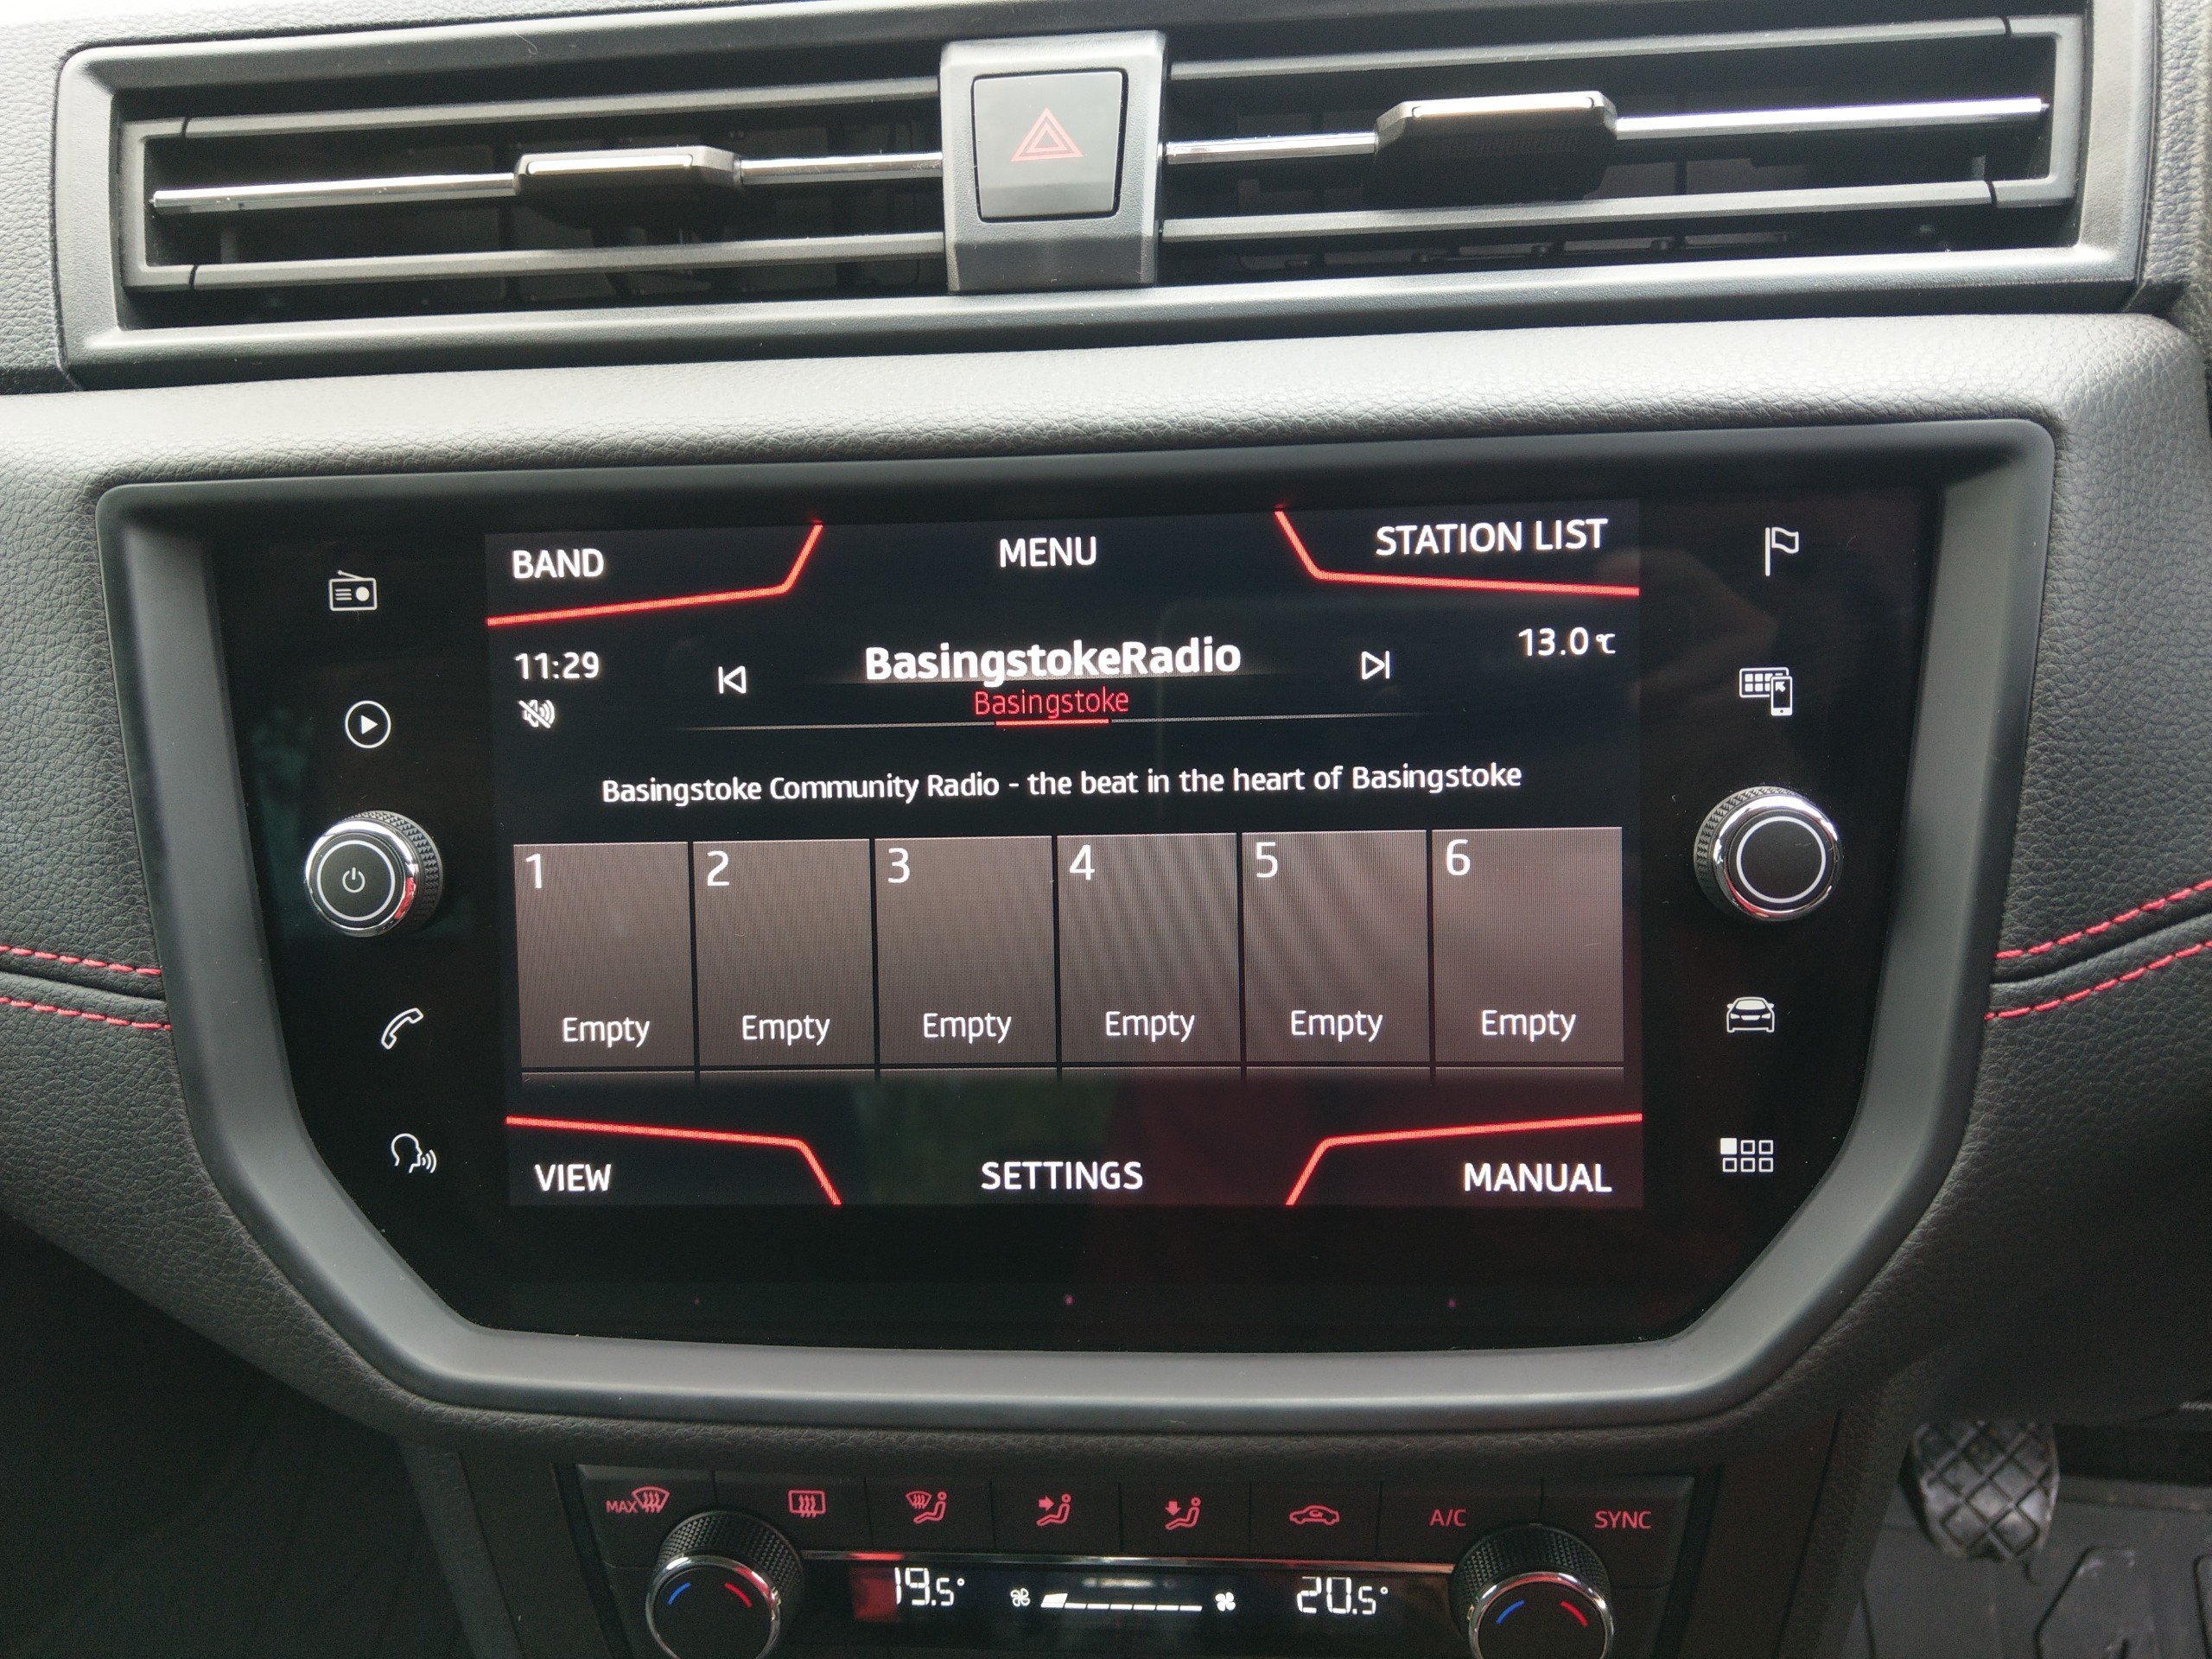 BAND
MENU
STATION LIST
11:29
BasingstokeRadio
13.0 °C
Basingstoke
Basingstoke Community Radio - the beat in the heart of Basingstoke
1 2 3 4 5 6
Empty Empty Empty Empty Empty Empty
VIEW
SETTINGS
MANUAL
MAX
A/C
SYNC
19.5°
20.5°